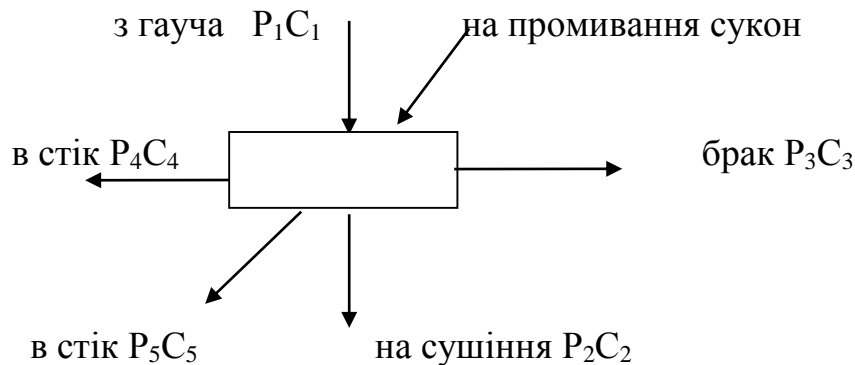 з гауча P₁C₁ на промивання сукон
в стік P₄C₄ брак P₃C₃
в стік P₅C₅ на сушіння P₂C₂